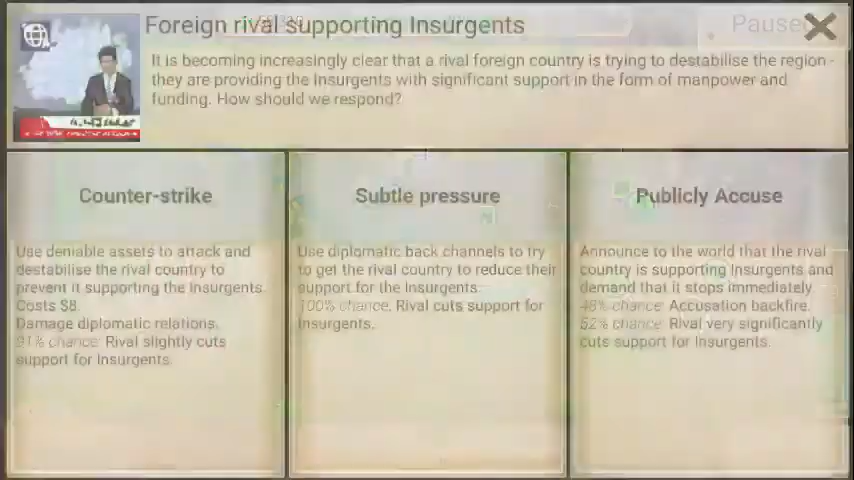 Foreign rival supporting Insurgents
Pause
It is becoming increasingly clear that a rival foreign country is trying to destabilise the region -
they are providing the Insurgents with significant support in the form of manpower and
funding. How should we respond?
Counter-strike
Use deniable assets to attack and
destabilise the rival country to
prevent it supporting the Insurgents.
Costs $8.
Damage diplomatic relations.
91% chance: Rival slightly cuts
support for Insurgents.
Subtle pressure
Use diplomatic back channels to try
to get the rival country to reduce their
support for the Insurgents.
100% chance: Rival cuts support for
Insurgents.
Publicly Accuse
Announce to the world that the rival
country is supporting Insurgents and
demand that it stops immediately.
48% chance: Accusation backfire.
52% chance: Rival very significantly
cuts support for Insurgents.